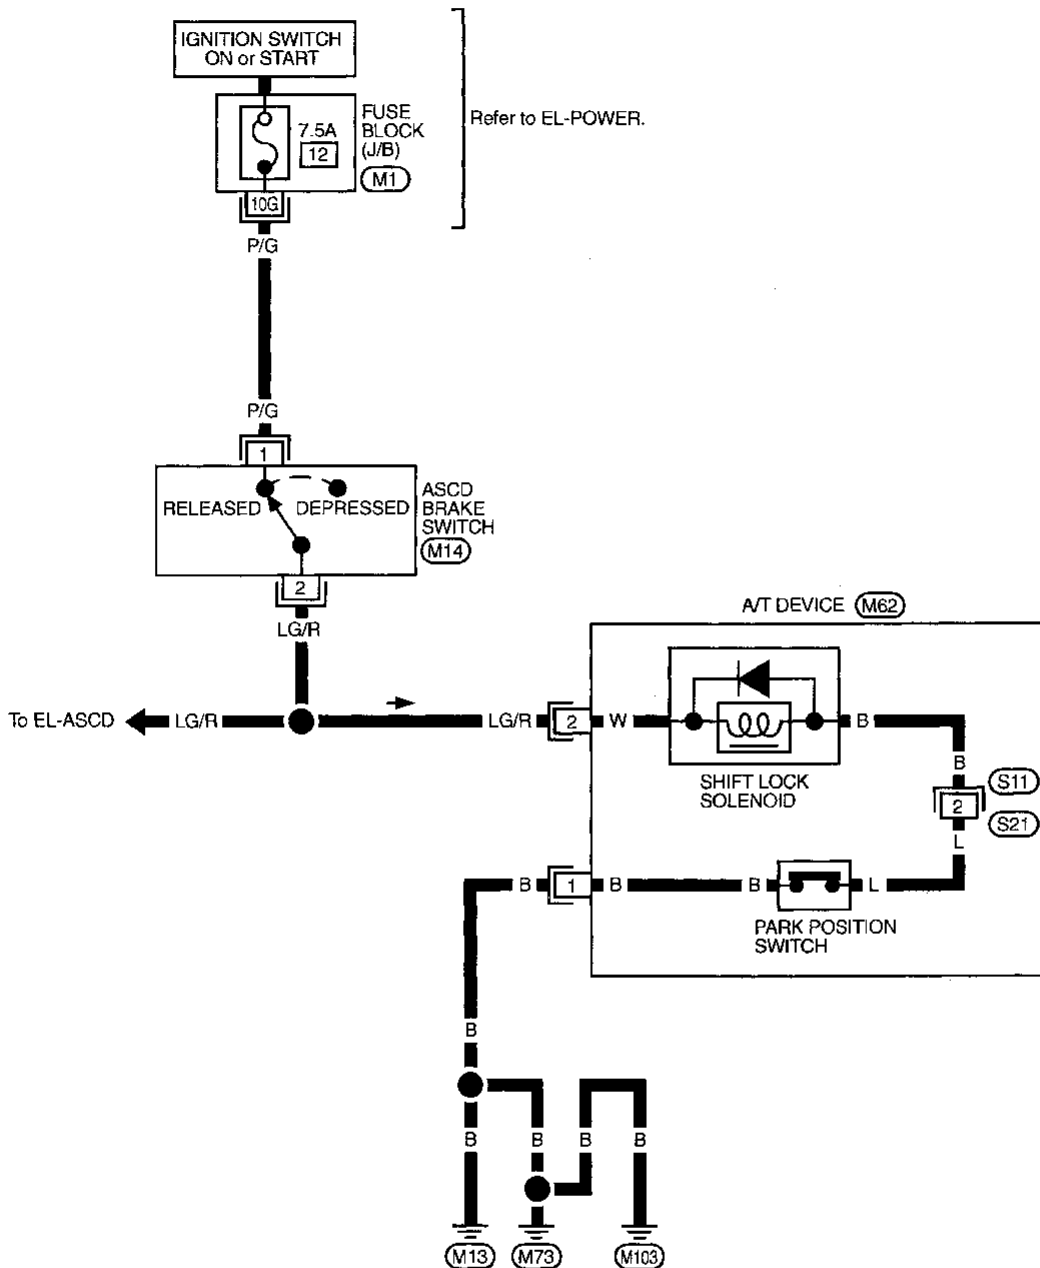 IGNITION SWITCH
ON or START
FUSE
BLOCK
(J/B)
7.5A
12
M1
Refer to EL-POWER.
10G
P/G
P/G
1
RELEASED
DEPRESSED
ASCD
BRAKE
SWITCH
M14
2
LG/R
A/T DEVICE
M62
To EL-ASCD
LG/R
LG/R
2
W
B
SHIFT LOCK
SOLENOID
B
S11
2
S21
L
B
1
B
B
L
PARK POSITION
SWITCH
B
B
B
B
B
M13
M73
M103